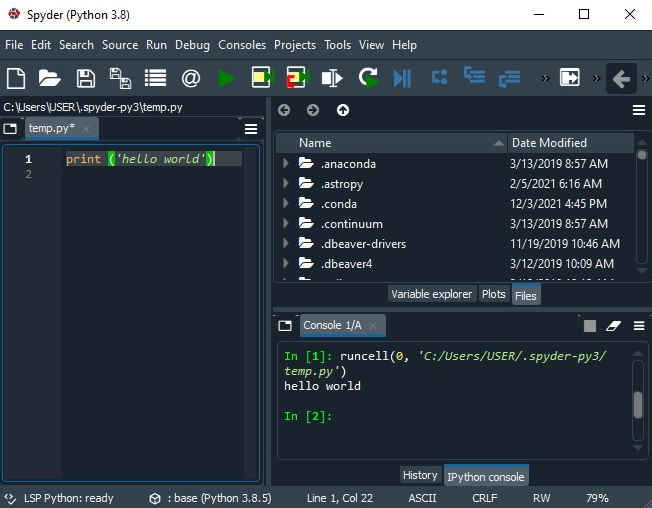 Spyder (Python 3.8)
File Edit Search Source Run Debug Consoles Projects Tools View Help
C:\Users\USER\.spyder-py3\temp.py
temp.py*
1 print ('hello world')
2
Name Date Modified
.anaconda 3/13/2019 8:57 AM
.astropy 2/5/2021 6:16 AM
.conda 12/3/2021 4:45 PM
.continuum 3/13/2019 8:57 AM
.dbeaver-drivers 11/19/2019 10:46 AM
.dbeaver4 3/12/2019 10:09 AM
Variable explorer Plots Files
Console 1/A
In [1]: runcell(0, 'C:/Users/USER/.spyder-py3/
temp.py')
hello world
In [2]:
History IPython console
LSP Python: ready : base (Python 3.8.5) Line 1, Col 22 ASCII CRLF RW 79%